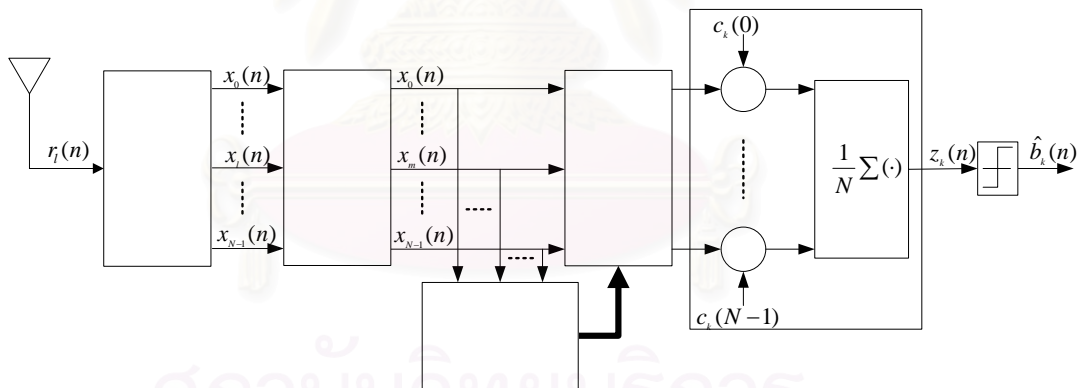 c_k(0)
x_0(n)
x_0(n)
r_l(n)
x_l(n)
x_m(n)
1/N ∑(·)
z_k(n)
b̂_k(n)
x_{N-1}(n)
x_{N-1}(n)
c_k(N-1)